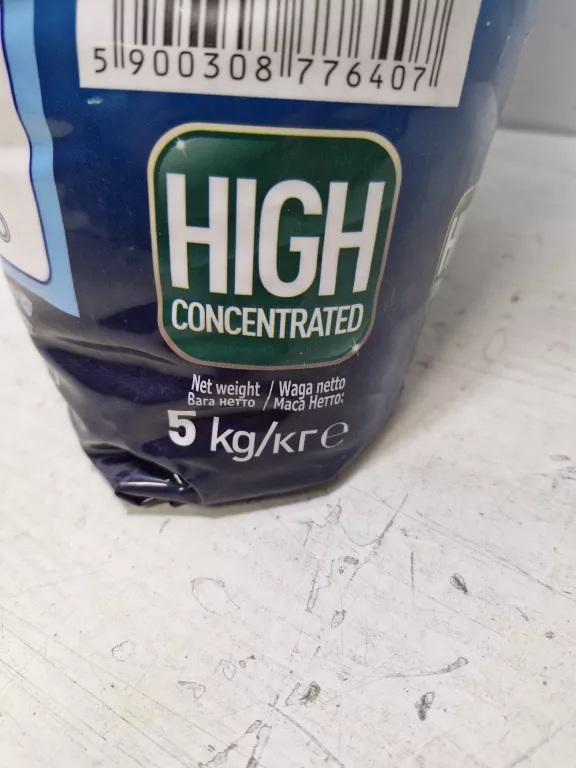 5 900308 776407
HIGH
CONCENTRATED
Net weight / Waga netto
Вага нетто / Маса Нетто:
5 kg/кг e